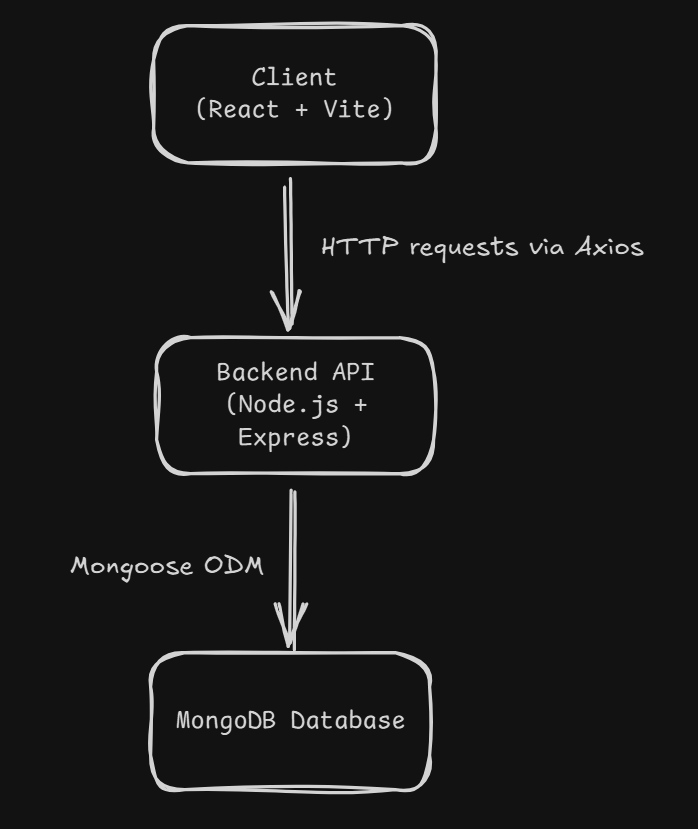 Client
(React + Vite)
HTTP requests via Axios
Backend API
(Node.js +
Express)
Mongoose ODM
MongoDB Database